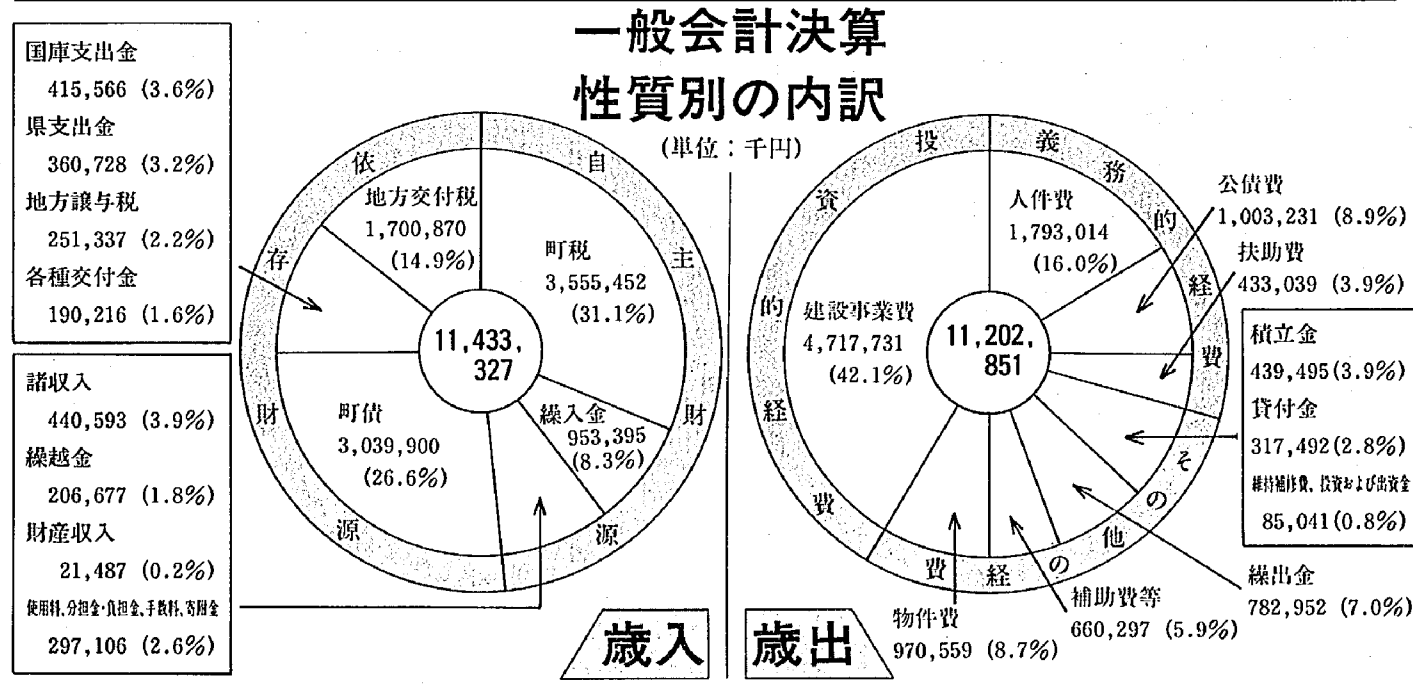 一般会計決算
性質別の内訳
(単位：千円)
国庫支出金
415,566 (3.6%)
県支出金
360,728 (3.2%)
地方譲与税
251,337 (2.2%)
各種交付金
190,216 (1.6%)
諸収入
440,593 (3.9%)
繰越金
206,677 (1.8%)
財産収入
21,487 (0.2%)
使用料、分担金・負担金、手数料、寄附金
297,106 (2.6%)
依存財源
自主財源
地方交付税
1,700,870
(14.9%)
町税
3,555,452
(31.1%)
11,433,
327
町債
3,039,900
(26.6%)
繰入金
953,395
(8.3%)
歳入
投資的経費
義務的経費
その他の経費
人件費
1,793,014
(16.0%)
建設事業費
4,717,731
(42.1%)
11,202,
851
公債費
1,003,231 (8.9%)
扶助費
433,039 (3.9%)
積立金
439,495(3.9%)
貸付金
317,492(2.8%)
維持補修費、投資および出資金
85,041(0.8%)
繰出金
782,952 (7.0%)
補助費等
660,297 (5.9%)
物件費
970,559 (8.7%)
歳出